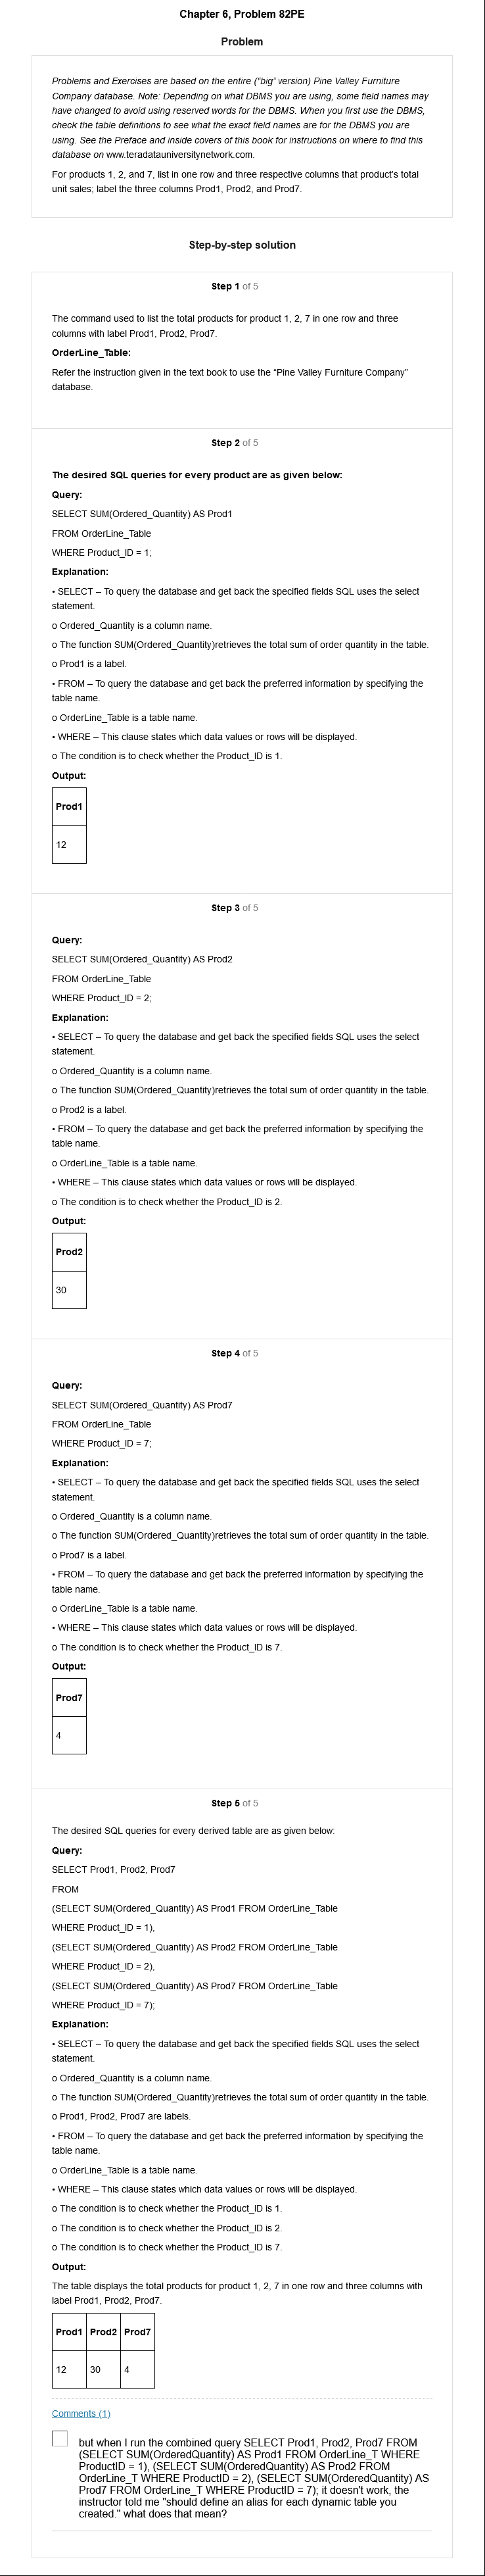 Chapter 6, Problem 82PE
Problem
Problems and Exercises are based on the entire ("big" version) Pine Valley Furniture
Company database. Note: Depending on what DBMS you are using, some field names may
have changed to avoid using reserved words for the DBMS. When you first use the DBMS,
check the table definitions to see what the exact field names are for the DBMS you are
using. See the Preface and inside covers of this book for instructions on where to find this
database on www.teradatauniversitynetwork.com.
For products 1, 2, and 7, list in one row and three respective columns that product's total
unit sales; label the three columns Prod1, Prod2, and Prod7.
Step-by-step solution
Step 1 of 5
The command used to list the total products for product 1, 2, 7 in one row and three
columns with label Prod1, Prod2, Prod7.
OrderLine_Table:
Refer the instruction given in the text book to use the “Pine Valley Furniture Company”
database.
Step 2 of 5
The desired SQL queries for every product are as given below:
Query:
SELECT SUM(Ordered_Quantity) AS Prod1
FROM OrderLine_Table
WHERE Product_ID = 1;
Explanation:
• SELECT – To query the database and get back the specified fields SQL uses the select
statement.
o Ordered_Quantity is a column name.
o The function SUM(Ordered_Quantity)retrieves the total sum of order quantity in the table.
o Prod1 is a label.
• FROM – To query the database and get back the preferred information by specifying the
table name.
o OrderLine_Table is a table name.
• WHERE – This clause states which data values or rows will be displayed.
o The condition is to check whether the Product_ID is 1.
Output:
Prod1
12
Step 3 of 5
Query:
SELECT SUM(Ordered_Quantity) AS Prod2
FROM OrderLine_Table
WHERE Product_ID = 2;
Explanation:
• SELECT – To query the database and get back the specified fields SQL uses the select
statement.
o Ordered_Quantity is a column name.
o The function SUM(Ordered_Quantity)retrieves the total sum of order quantity in the table.
o Prod2 is a label.
• FROM – To query the database and get back the preferred information by specifying the
table name.
o OrderLine_Table is a table name.
• WHERE – This clause states which data values or rows will be displayed.
o The condition is to check whether the Product_ID is 2.
Output:
Prod2
30
Step 4 of 5
Query:
SELECT SUM(Ordered_Quantity) AS Prod7
FROM OrderLine_Table
WHERE Product_ID = 7;
Explanation:
• SELECT – To query the database and get back the specified fields SQL uses the select
statement.
o Ordered_Quantity is a column name.
o The function SUM(Ordered_Quantity)retrieves the total sum of order quantity in the table.
o Prod7 is a label.
• FROM – To query the database and get back the preferred information by specifying the
table name.
o OrderLine_Table is a table name.
• WHERE – This clause states which data values or rows will be displayed.
o The condition is to check whether the Product_ID is 7.
Output:
Prod7
4
Step 5 of 5
The desired SQL queries for every derived table are as given below:
Query:
SELECT Prod1, Prod2, Prod7
FROM
(SELECT SUM(Ordered_Quantity) AS Prod1 FROM OrderLine_Table
WHERE Product_ID = 1),
(SELECT SUM(Ordered_Quantity) AS Prod2 FROM OrderLine_Table
WHERE Product_ID = 2),
(SELECT SUM(Ordered_Quantity) AS Prod7 FROM OrderLine_Table
WHERE Product_ID = 7);
Explanation:
• SELECT – To query the database and get back the specified fields SQL uses the select
statement.
o Ordered_Quantity is a column name.
o The function SUM(Ordered_Quantity)retrieves the total sum of order quantity in the table.
o Prod1, Prod2, Prod7 are labels.
• FROM – To query the database and get back the preferred information by specifying the
table name.
o OrderLine_Table is a table name.
• WHERE – This clause states which data values or rows will be displayed.
o The condition is to check whether the Product_ID is 1.
o The condition is to check whether the Product_ID is 2.
o The condition is to check whether the Product_ID is 7.
Output:
The table displays the total products for product 1, 2, 7 in one row and three columns with
label Prod1, Prod2, Prod7.
Prod1 Prod2 Prod7
12 30 4
Comments (1)
but when I run the combined query SELECT Prod1, Prod2, Prod7 FROM
(SELECT SUM(OrderedQuantity) AS Prod1 FROM OrderLine_T WHERE
ProductID = 1), (SELECT SUM(OrderedQuantity) AS Prod2 FROM
OrderLine_T WHERE ProductID = 2), (SELECT SUM(OrderedQuantity) AS
Prod7 FROM OrderLine_T WHERE ProductID = 7); it doesn't work, the
instructor told me "should define an alias for each dynamic table you
created." what does that mean?